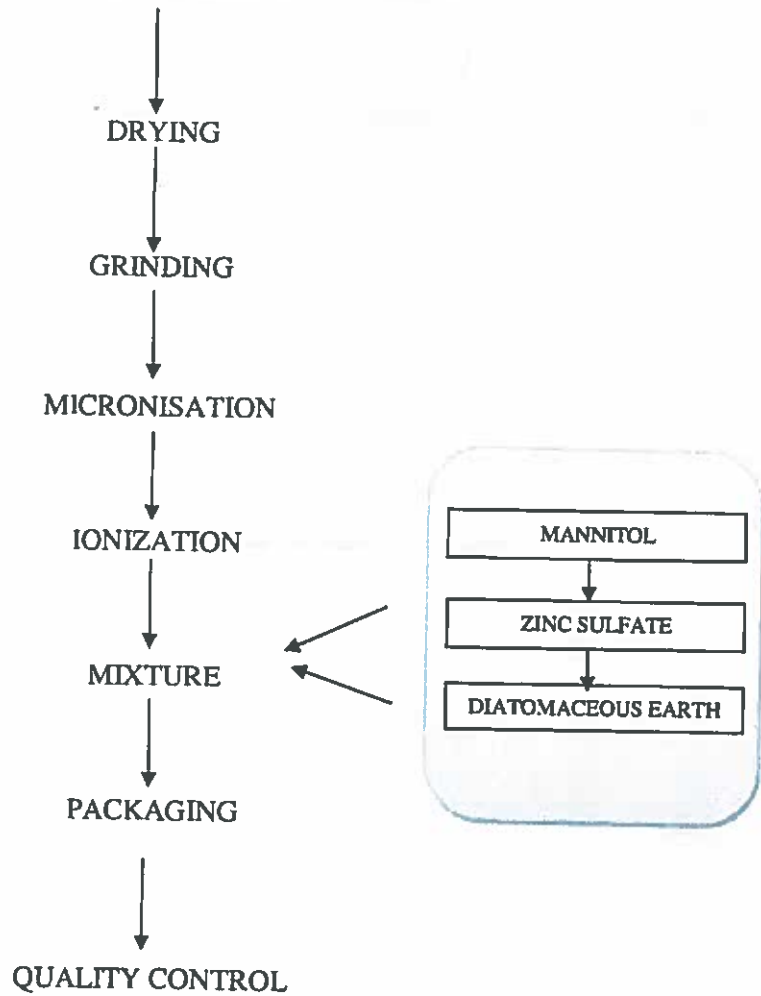 DRYING
GRINDING
MICRONISATION
IONIZATION
MIXTURE
PACKAGING
QUALITY CONTROL
MANNITOL
ZINC SULFATE
DIATOMACEOUS EARTH